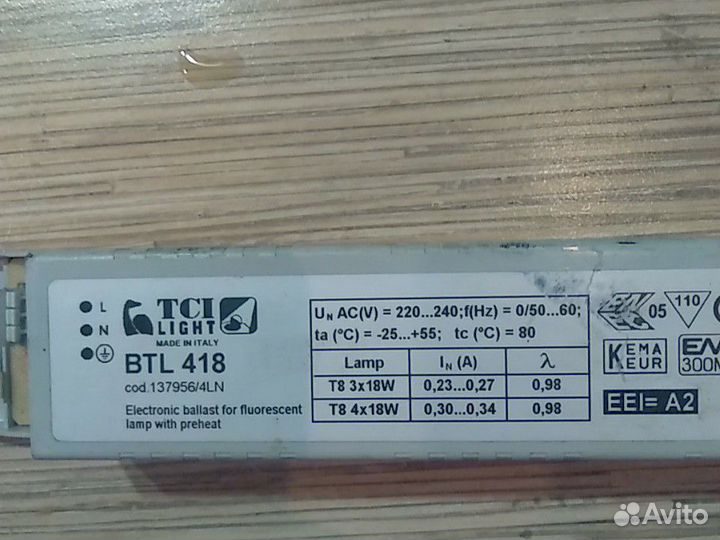 L
N
TCI
LIGHT
MADE IN ITALY
BTL 418
cod.137956/4LN
Electronic ballast for fluorescent
lamp with preheat
UN AC(V) = 220...240;f(Hz) = 0/50...60;
ta (°C) = -25...+55; tc (°C) = 80
Lamp IN (A) λ
T8 3x18W 0,23...0,27 0,98
T8 4x18W 0,30...0,34 0,98
05
110
KEMA
KEUR
300M
EEI= A2
Avito